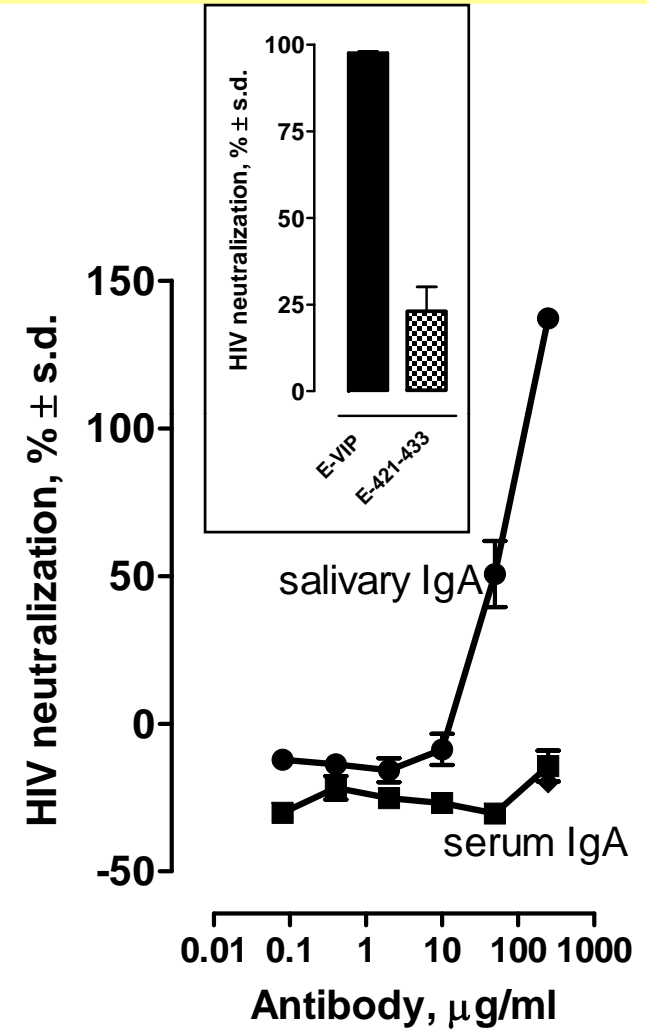 100
75
50
25
0
HIV neutralization, % ± s.d.
E-VIP
E-421-433
150
100
50
0
-50
HIV neutralization, % ± s.d.
salivary IgA
serum IgA
0.01 0.1 1 10 100 1000
Antibody, μg/ml